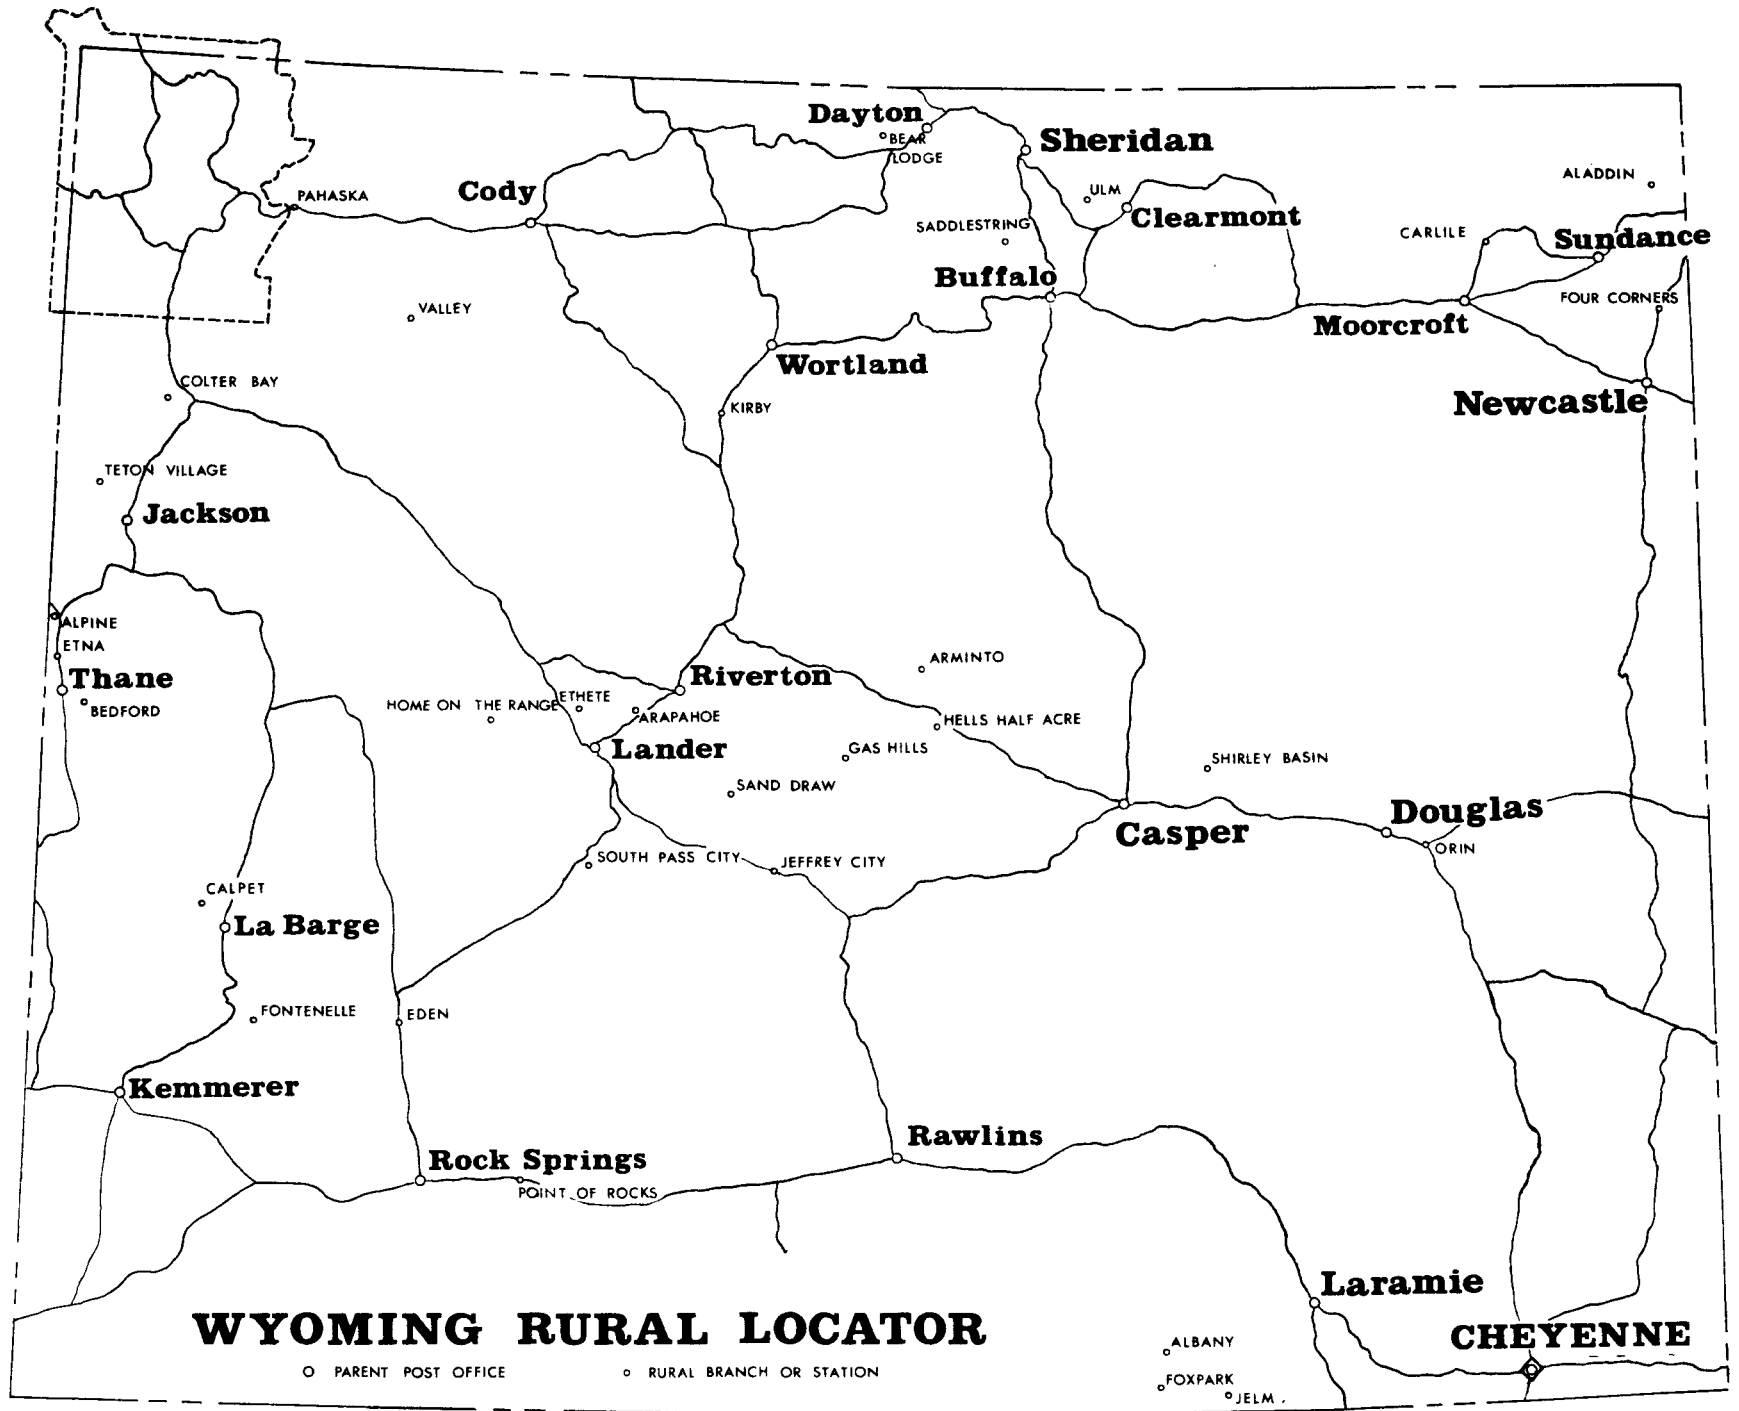 Dayton
BEAR
LODGE
Sheridan
ALADDIN
PAHASKA
Cody
ULM
Clearmont
SADDLESTRING
CARLILE
Sundance
Buffalo
FOUR CORNERS
VALLEY
Moorcroft
Wortland
COLTER BAY
KIRBY
Newcastle
TETON VILLAGE
Jackson
ALPINE
ETNA
Thane
BEDFORD
ARMINTO
Riverton
HOME ON THE RANGE
ETHETE
ARAPAHOE
HELLS HALF ACRE
Lander
GAS HILLS
SHIRLEY BASIN
SAND DRAW
Douglas
Casper
ORIN
SOUTH PASS CITY
JEFFREY CITY
CALPET
La Barge
FONTENELLE
EDEN
Kemmerer
Rawlins
Rock Springs
POINT OF ROCKS
Laramie
WYOMING RURAL LOCATOR
CHEYENNE
ALBANY
PARENT POST OFFICE
RURAL BRANCH OR STATION
FOXPARK
JELM